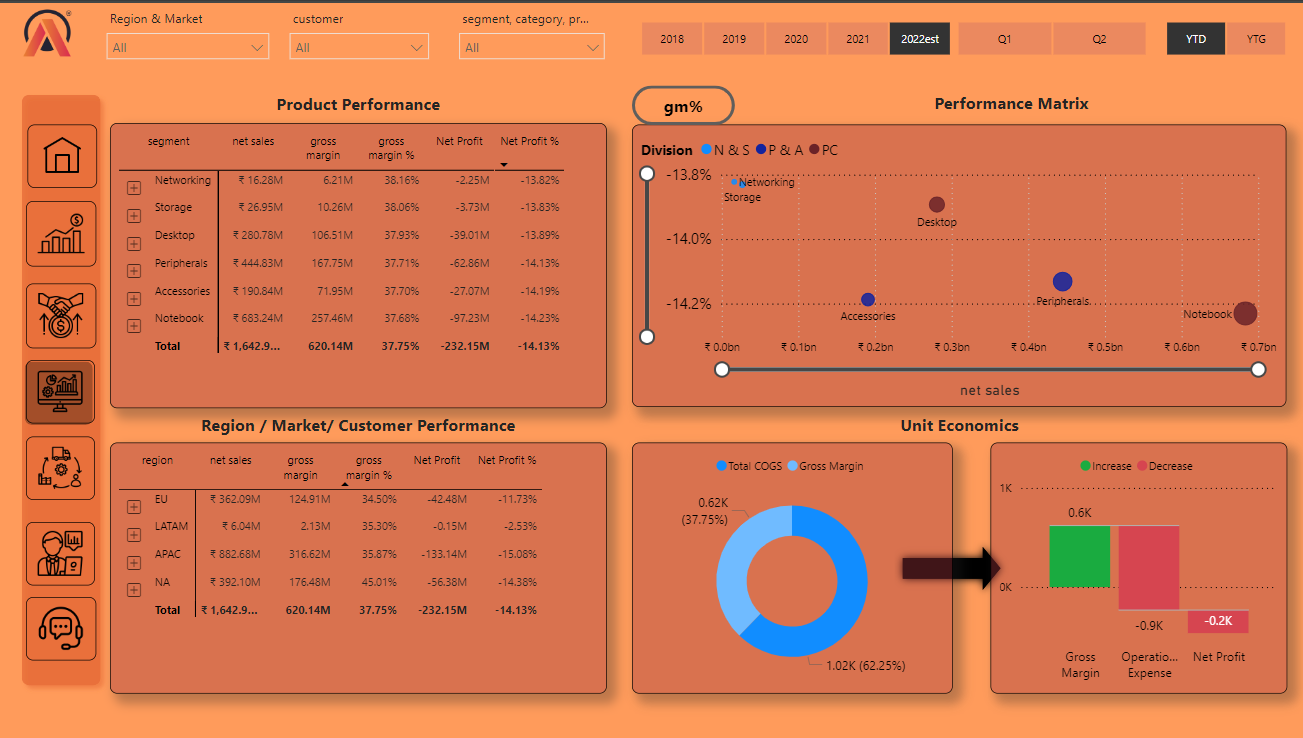 ®
Region & Market
customer
segment, category, pr...
All
All
All
2018
2019
2020
2021
2022est
Q1
Q2
YTD
YTG
Product Performance
segment
net sales
gross
margin
gross
margin %
Net Profit
Net Profit %
Networking ₹ 16.28M 6.21M 38.16% -2.25M -13.82%
Storage ₹ 26.95M 10.26M 38.06% -3.73M -13.83%
Desktop ₹ 280.78M 106.51M 37.93% -39.01M -13.89%
Peripherals ₹ 444.83M 167.75M 37.71% -62.86M -14.13%
Accessories ₹ 190.84M 71.95M 37.70% -27.07M -14.19%
Notebook ₹ 683.24M 257.46M 37.68% -97.23M -14.23%
Total ₹ 1,642.9... 620.14M 37.75% -232.15M -14.13%
gm%
Performance Matrix
Division N & S P & A PC
-13.8%
-14.0%
-14.2%
Networking
Storage
Desktop
Peripherals
Accessories
Notebook
₹ 0.0bn ₹ 0.1bn ₹ 0.2bn ₹ 0.3bn ₹ 0.4bn ₹ 0.5bn ₹ 0.6bn ₹ 0.7bn
net sales
Region / Market/ Customer Performance
region
net sales
gross
margin
gross
margin %
Net Profit
Net Profit %
EU ₹ 362.09M 124.91M 34.50% -42.48M -11.73%
LATAM ₹ 6.04M 2.13M 35.30% -0.15M -2.53%
APAC ₹ 882.68M 316.62M 35.87% -133.14M -15.08%
NA ₹ 392.10M 176.48M 45.01% -56.38M -14.38%
Total ₹ 1,642.9... 620.14M 37.75% -232.15M -14.13%
Unit Economics
Total COGS Gross Margin
0.62K
(37.75%)
1.02K (62.25%)
Increase Decrease
1K
0K
0.6K
-0.9K
-0.2K
Gross
Margin
Operatio...
Expense
Net Profit